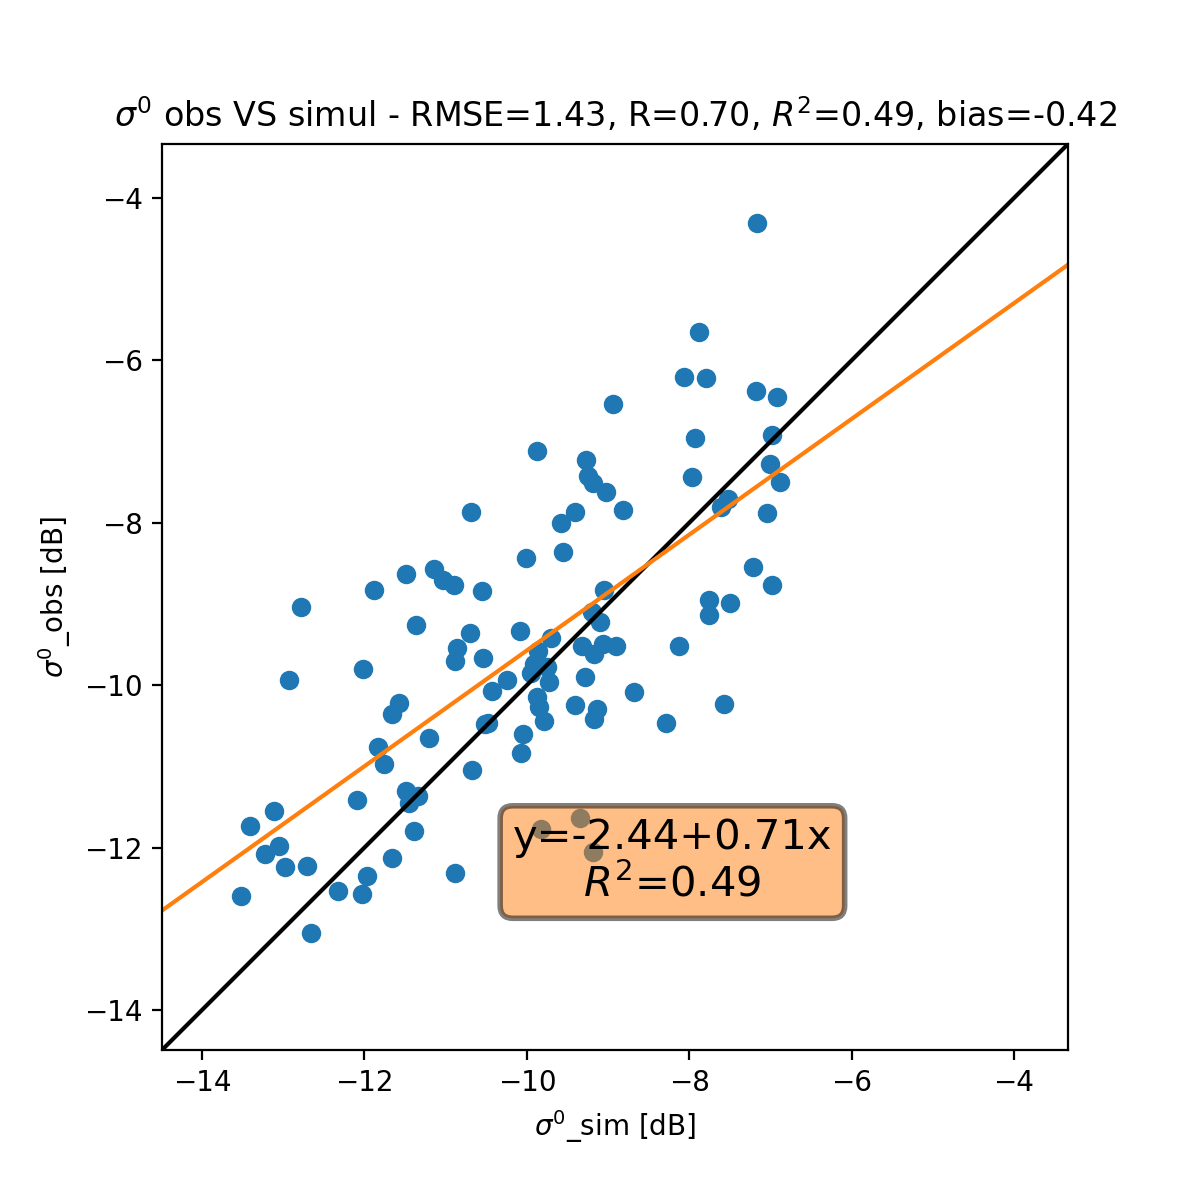 σ⁰ obs VS simul - RMSE=1.43, R=0.70, R²=0.49, bias=-0.42
−4
−6
−8
−10
−12
−14
σ⁰_obs [dB]
y=-2.44+0.71x
R²=0.49
−14 −12 −10 −8 −6 −4
σ⁰_sim [dB]